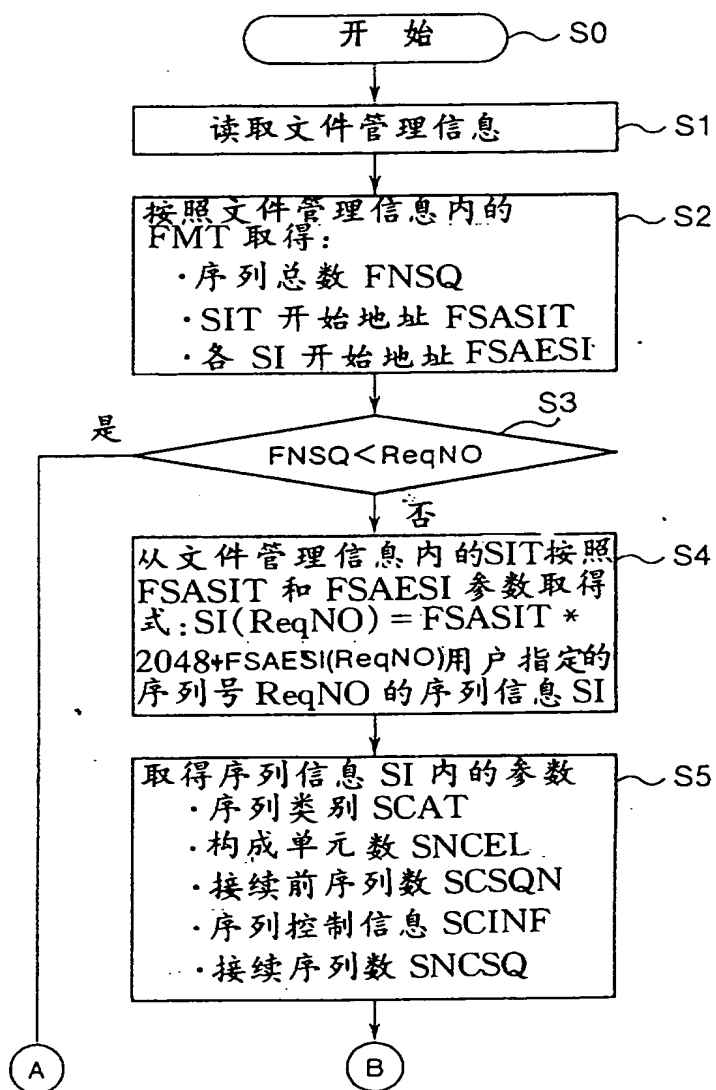 开始 S0
读取文件管理信息 S1
按照文件管理信息内的 S2
FMT 取得:
·序列总数 FNSQ
·SIT 开始地址 FSASIT
·各 SI 开始地址 FSAESI
S3
是
FNSQ<ReqNO
否
从文件管理信息内的SIT按照 S4
FSASIT 和 FSAESI 参数取得
式:SI(ReqNO)=FSASIT *
2048+FSAESI(ReqNO)用户指定的
序列号 ReqNO 的序列信息 SI
取得序列信息 SI 内的参数 S5
·序列类别 SCAT
·构成单元数 SNCEL
·接续前序列数 SCSQN
·序列控制信息 SCINF
·接续序列数 SNCSQ
A B